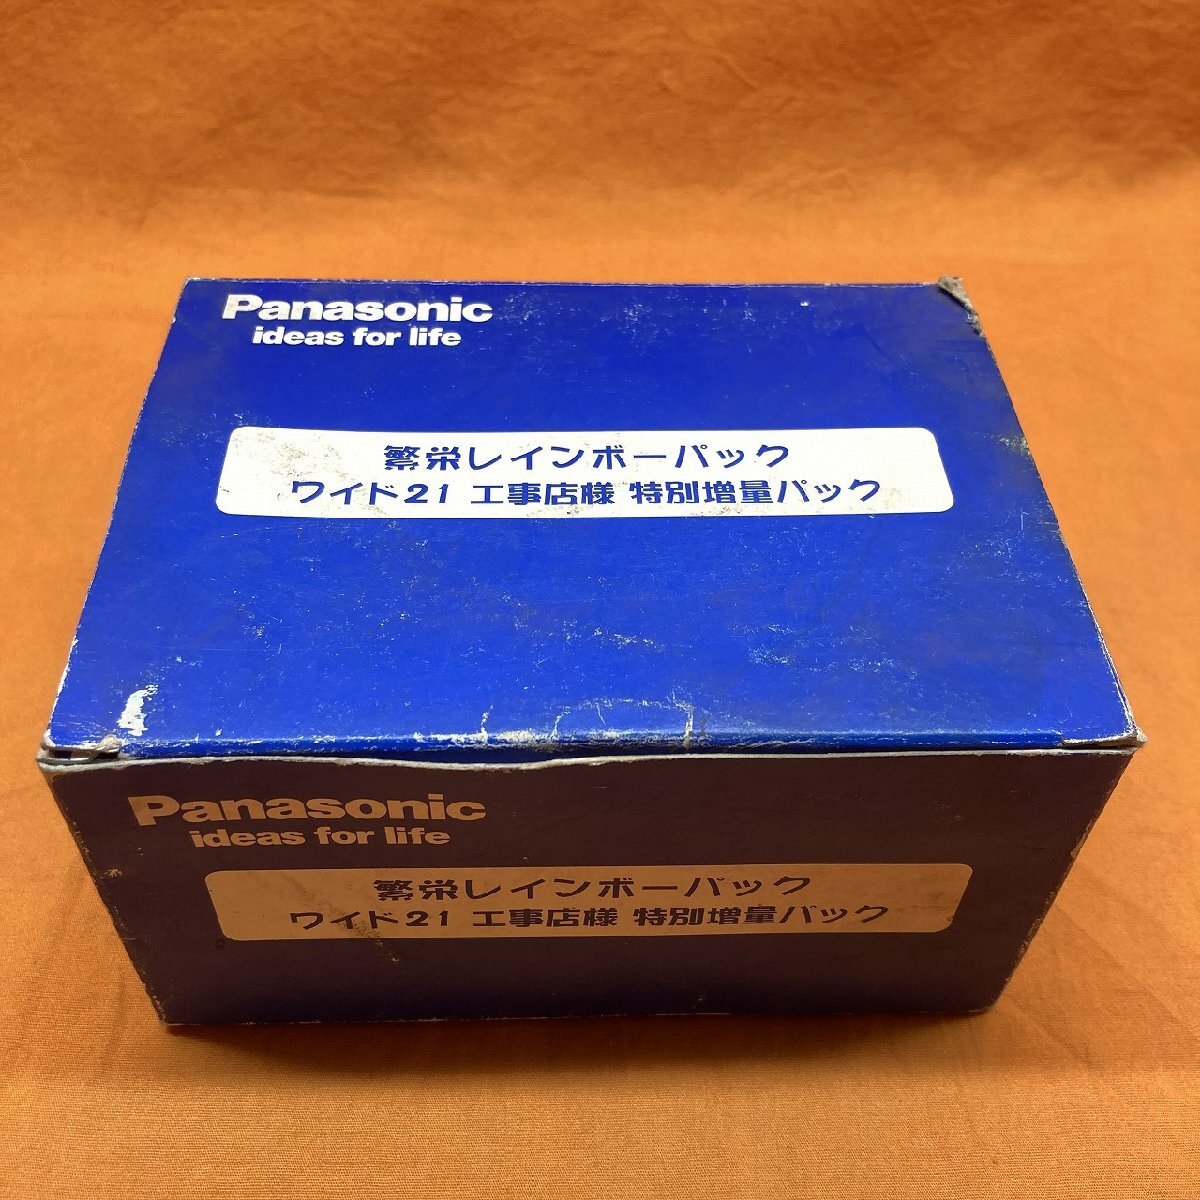 Panasonic
ideas for life
繁栄レインボーパック
ワイド21 工事店様 特別増量パック
Panasonic
ideas for life
繁栄レインボーパック
ワイド21 工事店様 特別増量パック